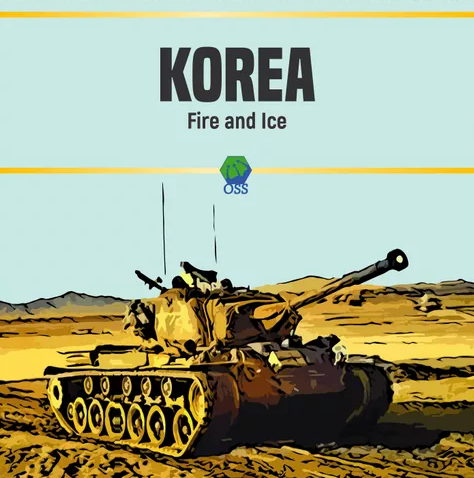 KOREA
Fire and Ice
OSS